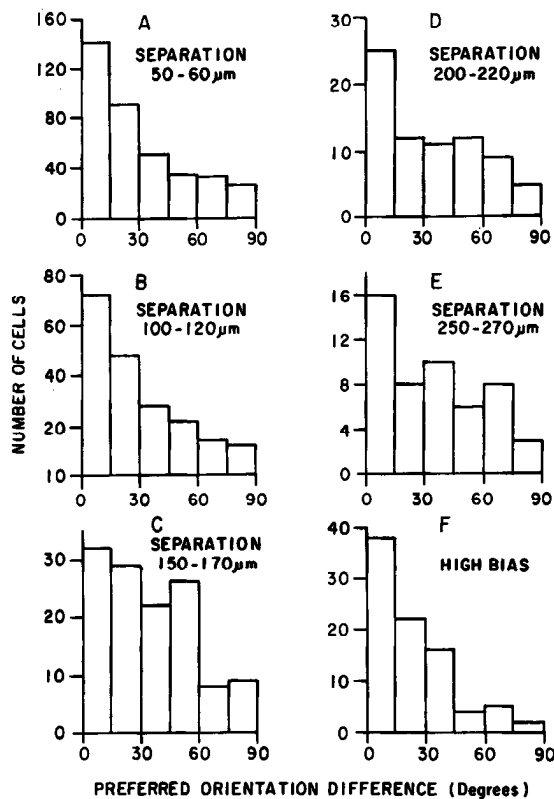 A
SEPARATION
50-60μm
160
120
80
40
0
0 30 60 90
B
SEPARATION
100-120μm
80
60
40
20
10
0 30 60 90
C
SEPARATION
150-170μm
30
20
10
0
0 30 60 90
D
SEPARATION
200-220μm
30
20
10
0
0 30 60 90
E
SEPARATION
250-270μm
16
12
8
4
0
0 30 60 90
F
HIGH BIAS
40
30
20
10
0
0 30 60 90
NUMBER OF CELLS
PREFERRED ORIENTATION DIFFERENCE (Degrees)